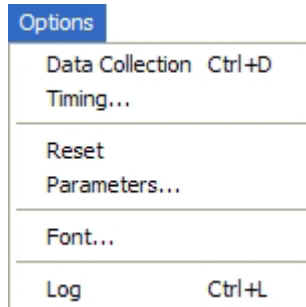 Options
Data Collection Ctrl+D
Timing...
Reset
Parameters...
Font...
Log Ctrl+L